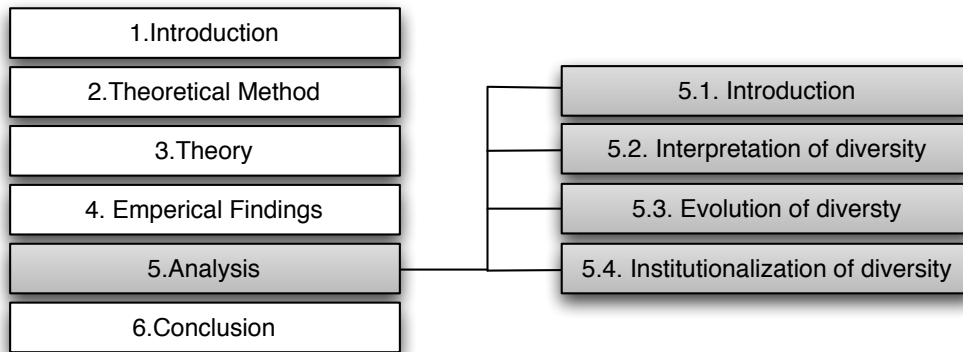 1.Introduction
2.Theoretical Method
3.Theory
4. Emperical Findings
5.Analysis
6.Conclusion
5.1. Introduction
5.2. Interpretation of diversity
5.3. Evolution of diversty
5.4. Institutionalization of diversity